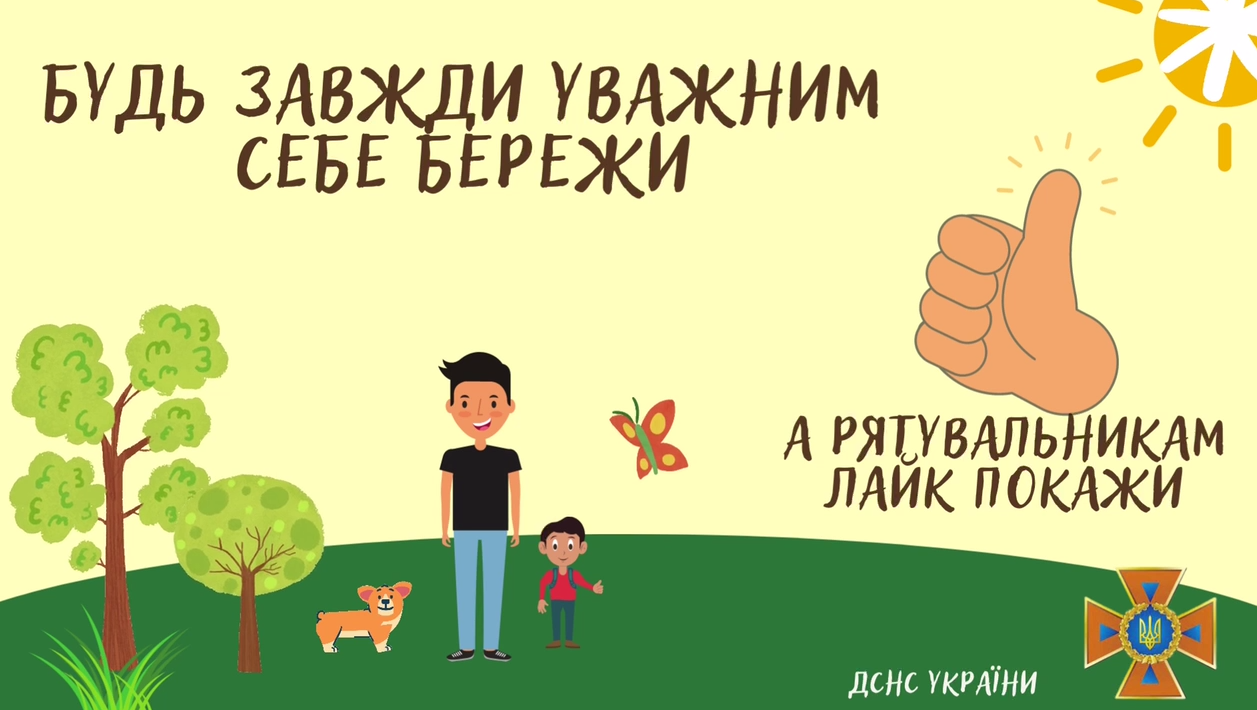 БУДЬ ЗАВЖДИ УВАЖНИМ
СЕБЕ БЕРЕЖИ
А РЯТУВАЛЬНИКАМ
ЛАЙК ПОКАЖИ
ДСНС УКРАЇНИ